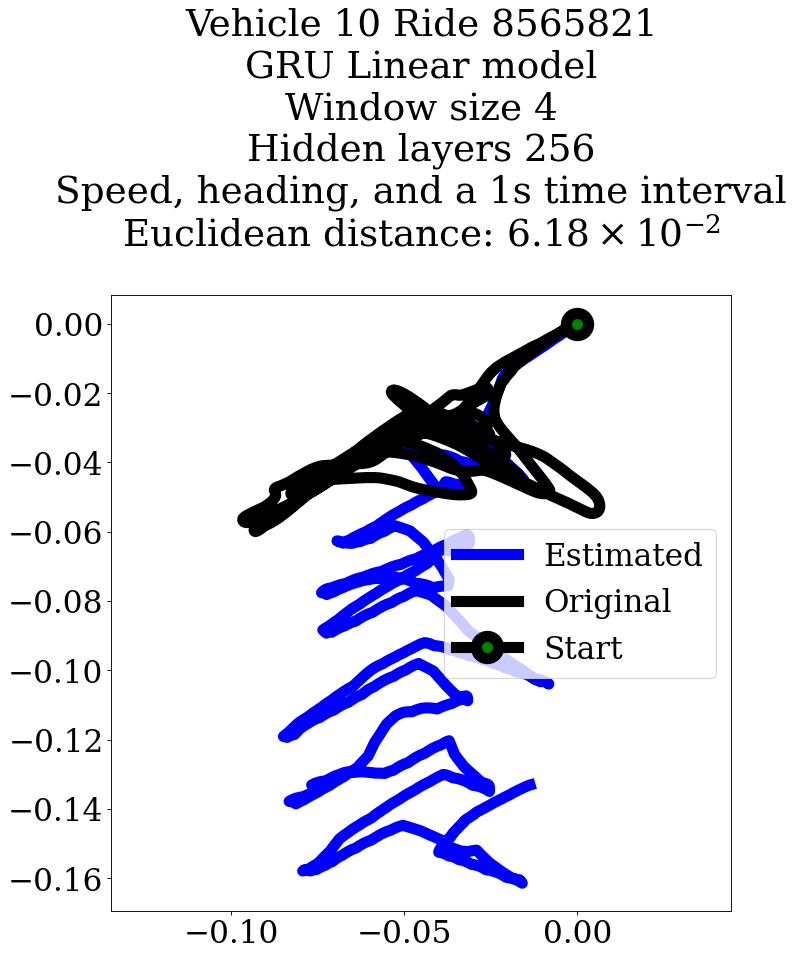 Vehicle 10 Ride 8565821
GRU Linear model
Window size 4
Hidden layers 256
Speed, heading, and a 1s time interval
Euclidean distance: 6.18 × 10⁻²
0.00
−0.02
−0.04
−0.06
−0.08
−0.10
−0.12
−0.14
−0.16
Estimated
Original
Start
−0.10 −0.05 0.00